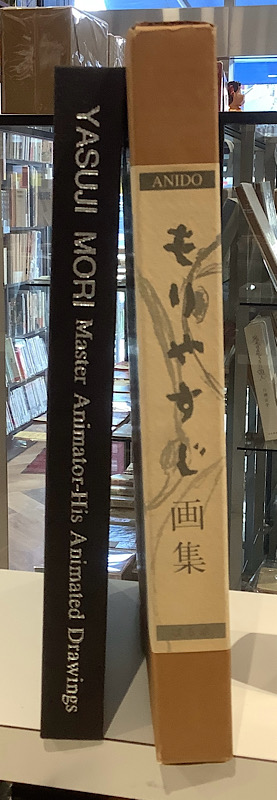 YASUJI MORI Master Animator-His Animated Drawings
ANIDO
もりやすじ
画集